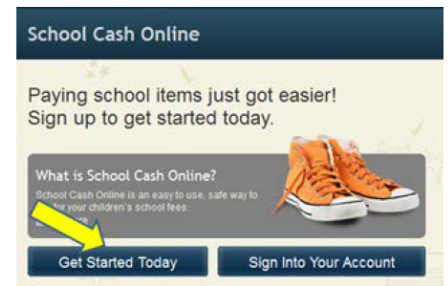 School Cash Online
Paying school items just got easier!
Sign up to get started today.
What is School Cash Online?
School Cash Online is an easy to use, safe way to
for your children's school fees.
Get Started Today
Sign Into Your Account